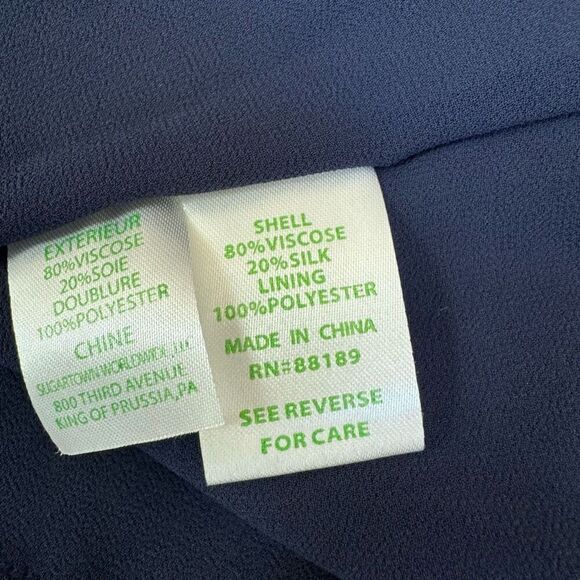 EXTERIEUR
80%VISCOSE
20%SOIE
DOUBLURE
100%POLYESTER
CHINE
SUGARTOWN WORLDWIDE
800 THIRD AVENUE
KING OF PRUSSIA,PA
SHELL
80%VISCOSE
20%SILK
LINING
100%POLYESTER
MADE IN CHINA
RN#88189
SEE REVERSE
FOR CARE